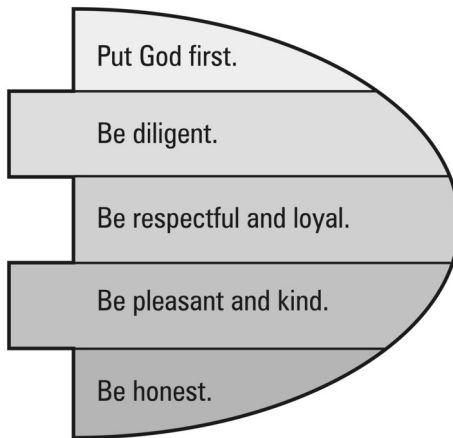 Put God first.
Be diligent.
Be respectful and loyal.
Be pleasant and kind.
Be honest.